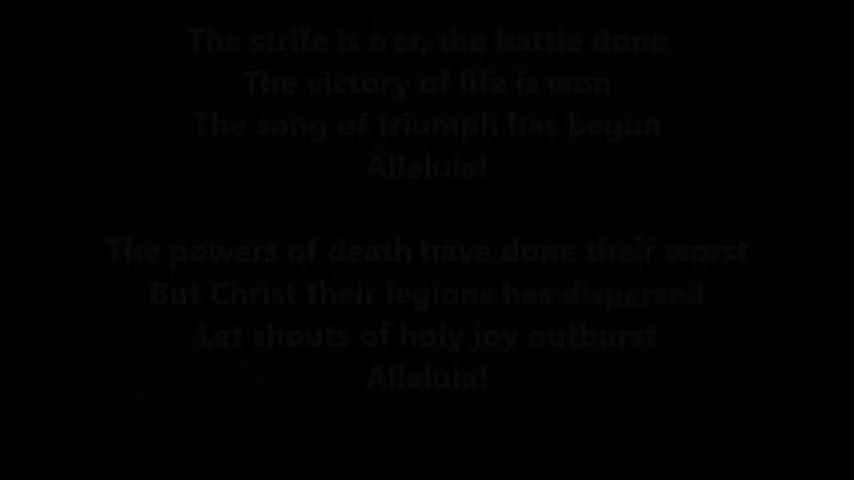 The strife is o'er, the battle done
The victory of life is won
The song of triumph has begun
Alleluia!
The powers of death have done their worst
But Christ their legions has dispersed
Let shouts of holy joy outburst
Alleluia!